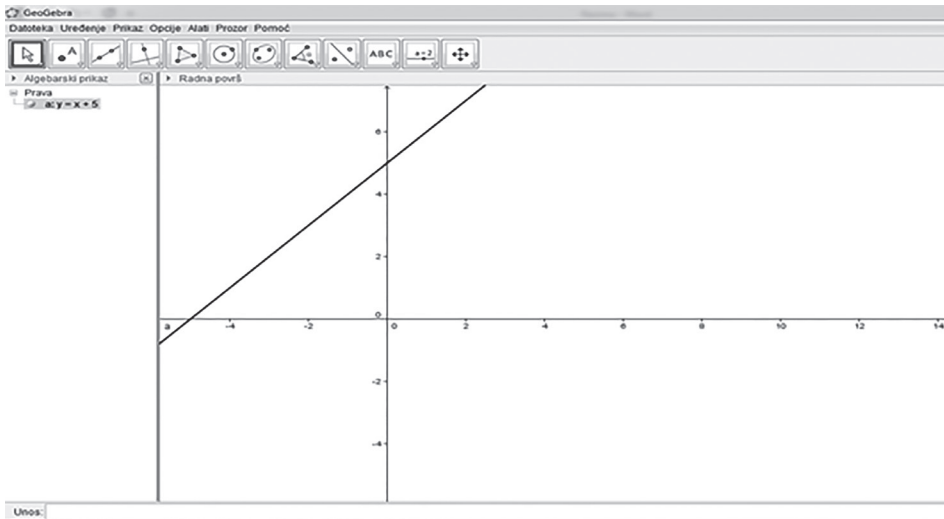 GeoGebra
Datoteka Uređenje Prikaz Opcije Alati Prozor Pomoć
A ABC a=2
Algebarski prikaz
Radna površ
Prava
a: y = x + 5
6
4
2
0
a -4 -2 0 2 4 6 8 10 12 14
-2
-4
Unos: